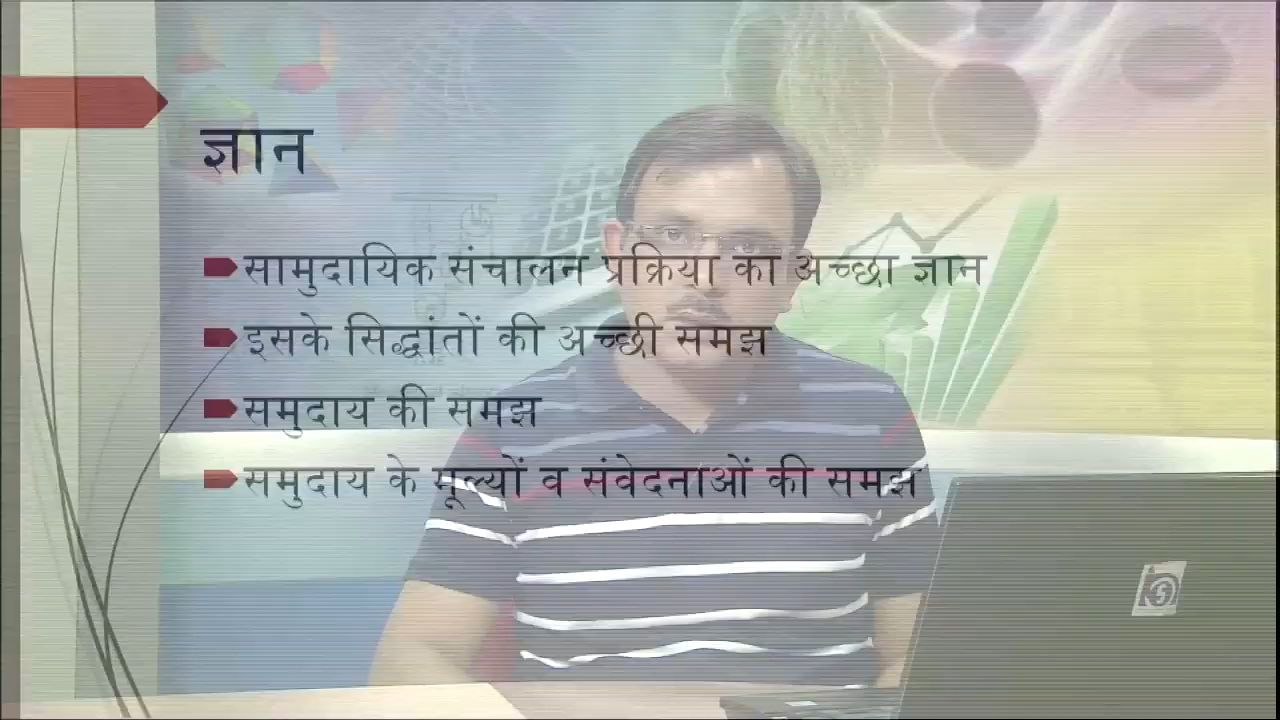 ज्ञान
सामुदायिक संचालन प्रक्रिया का अच्छा ज्ञान
इसके सिद्धांतों की अच्छी समझ
समुदाय की समझ
समुदाय के मूल्यों व संवेदनाओं की समझ